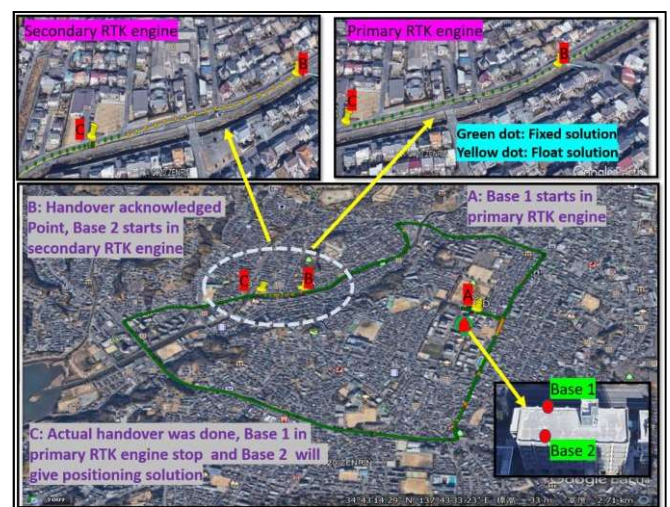 Secondary RTK engine
B
C
Primary RTK engine
B
C
Green dot: Fixed solution
Yellow dot: Float solution
B: Handover acknowledged
Point, Base 2 starts in
secondary RTK engine
A: Base 1 starts in
primary RTK engine
C
B
A
Base 1
Base 2
C: Actual handover was done, Base 1 in
primary RTK engine stop and Base 2 will
give positioning solution
Google Earth